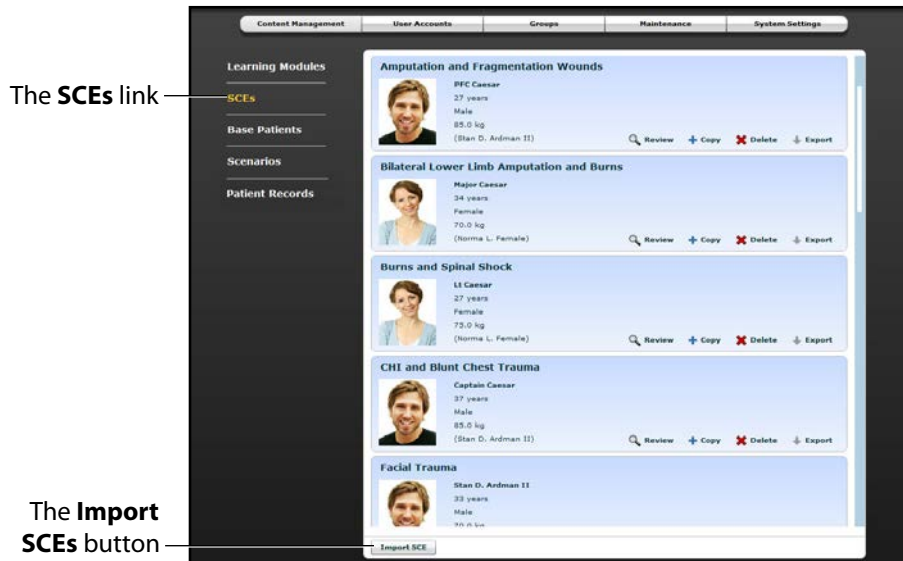 Content Management User Accounts Groups Maintenance System Settings
Learning Modules
The SCEs link
SCEs
Base Patients
Scenarios
Patient Records
Amputation and Fragmentation Wounds
PFC Caesar
27 years
Male
85.0 kg
(Stan D. Ardman II)
Review Copy Delete Export
Bilateral Lower Limb Amputation and Burns
Major Caesar
34 years
Female
70.0 kg
(Norma L. Female)
Review Copy Delete Export
Burns and Spinal Shock
Lt Caesar
27 years
Female
75.0 kg
(Norma L. Female)
Review Copy Delete Export
CHI and Blunt Chest Trauma
Captain Caesar
37 years
Male
85.0 kg
(Stan D. Ardman II)
Review Copy Delete Export
Facial Trauma
Stan D. Ardman II
33 years
Male
70.0 kg
The Import
SCEs button
Import SCE